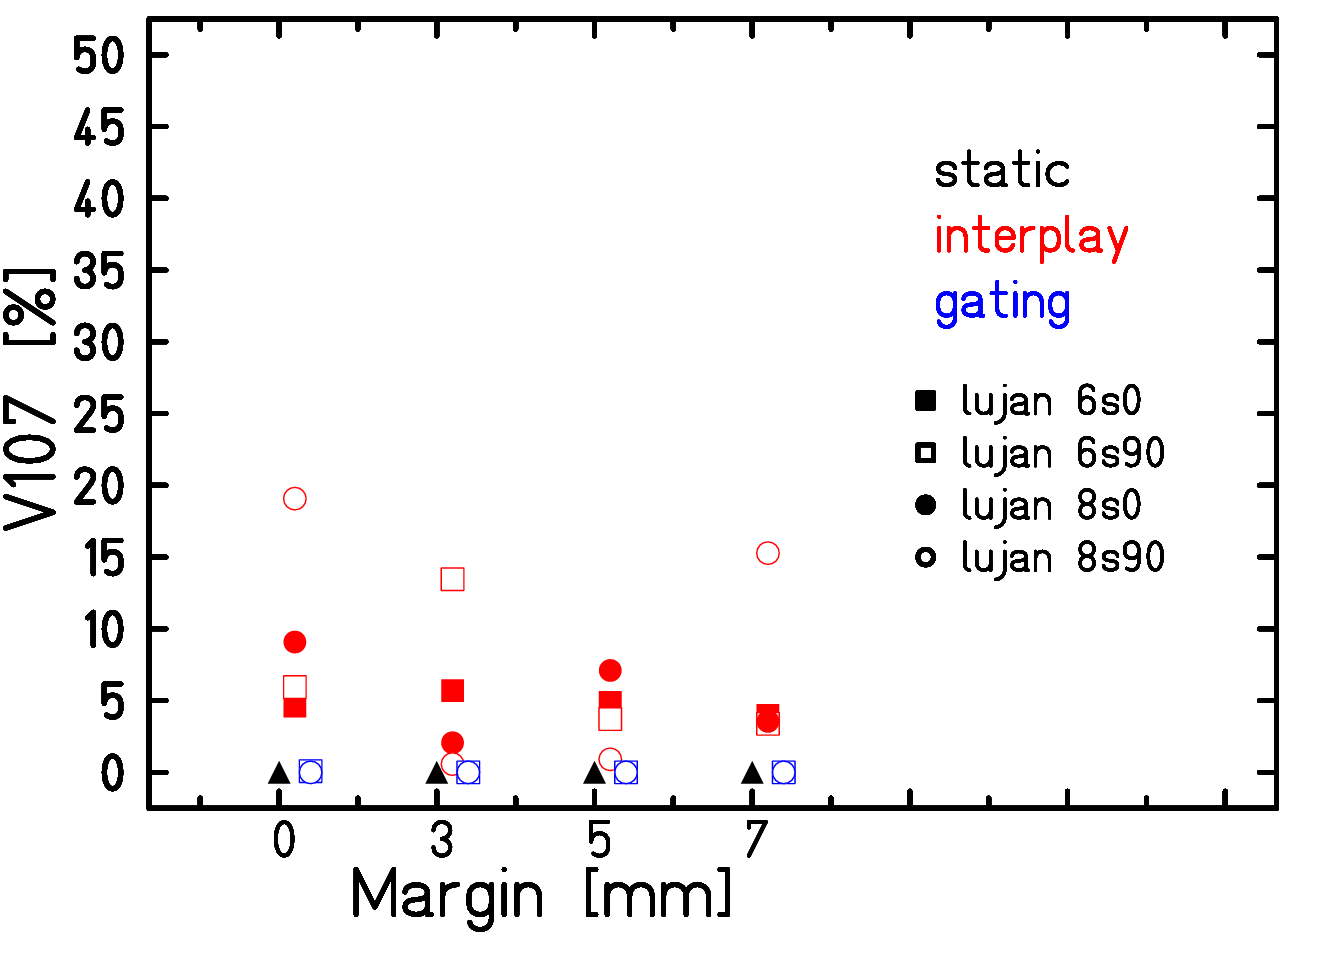 50
45
40
35
30
25
20
15
10
5
0
V107 [%]
static
interplay
gating
lujan 6s0
lujan 6s90
lujan 8s0
lujan 8s90
0 3 5 7
Margin [mm]